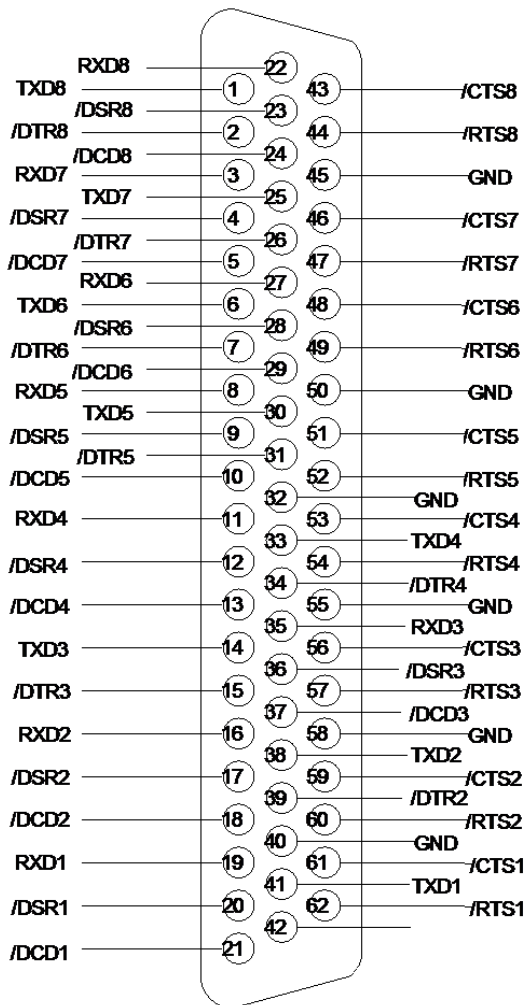 RXD8 22
TXD8 1 43 /CTS8
/DSR8 23
/DTR8 2 44 /RTS8
/DCD8 24
RXD7 3 45 GND
TXD7 25
/DSR7 4 46 /CTS7
/DTR7 26
/DCD7 5 47 /RTS7
RXD6 27
TXD6 6 48 /CTS6
/DSR6 28
/DTR6 7 49 /RTS6
/DCD6 29
RXD5 8 50 GND
TXD5 30
/DSR5 9 51 /CTS5
/DTR5 31
/DCD5 10 52 /RTS5
32 GND
RXD4 11 53 /CTS4
33 TXD4
/DSR4 12 54 /RTS4
34 /DTR4
/DCD4 13 55 GND
35 RXD3
TXD3 14 56 /CTS3
36 /DSR3
/DTR3 15 57 /RTS3
37 /DCD3
RXD2 16 58 GND
38 TXD2
/DSR2 17 59 /CTS2
39 /DTR2
/DCD2 18 60 /RTS2
40 GND
RXD1 19 61 /CTS1
41 TXD1
/DSR1 20 62 /RTS1
42
/DCD1 21